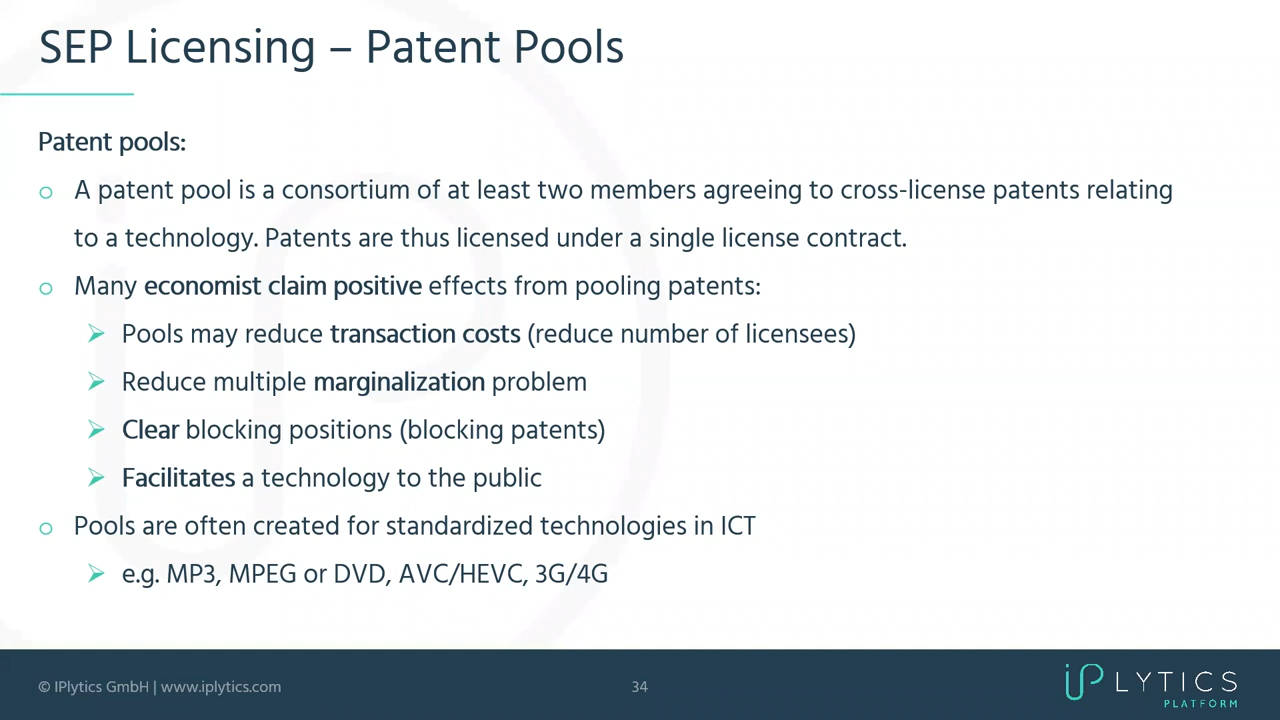 SEP Licensing – Patent Pools
Patent pools:
o A patent pool is a consortium of at least two members agreeing to cross-license patents relating
to a technology. Patents are thus licensed under a single license contract.
o Many economist claim positive effects from pooling patents:
➢ Pools may reduce transaction costs (reduce number of licensees)
➢ Reduce multiple marginalization problem
➢ Clear blocking positions (blocking patents)
➢ Facilitates a technology to the public
o Pools are often created for standardized technologies in ICT
➢ e.g. MP3, MPEG or DVD, AVC/HEVC, 3G/4G
© IPlytics GmbH | www.iplytics.com
34
iPLYTICS
PLATFORM